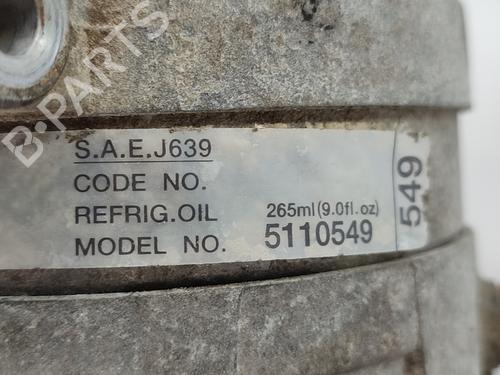 B-PARTS
S.A.E.J639
CODE NO.
REFRIG.OIL 265ml(9.0fl.oz)
MODEL NO. 5110549
549